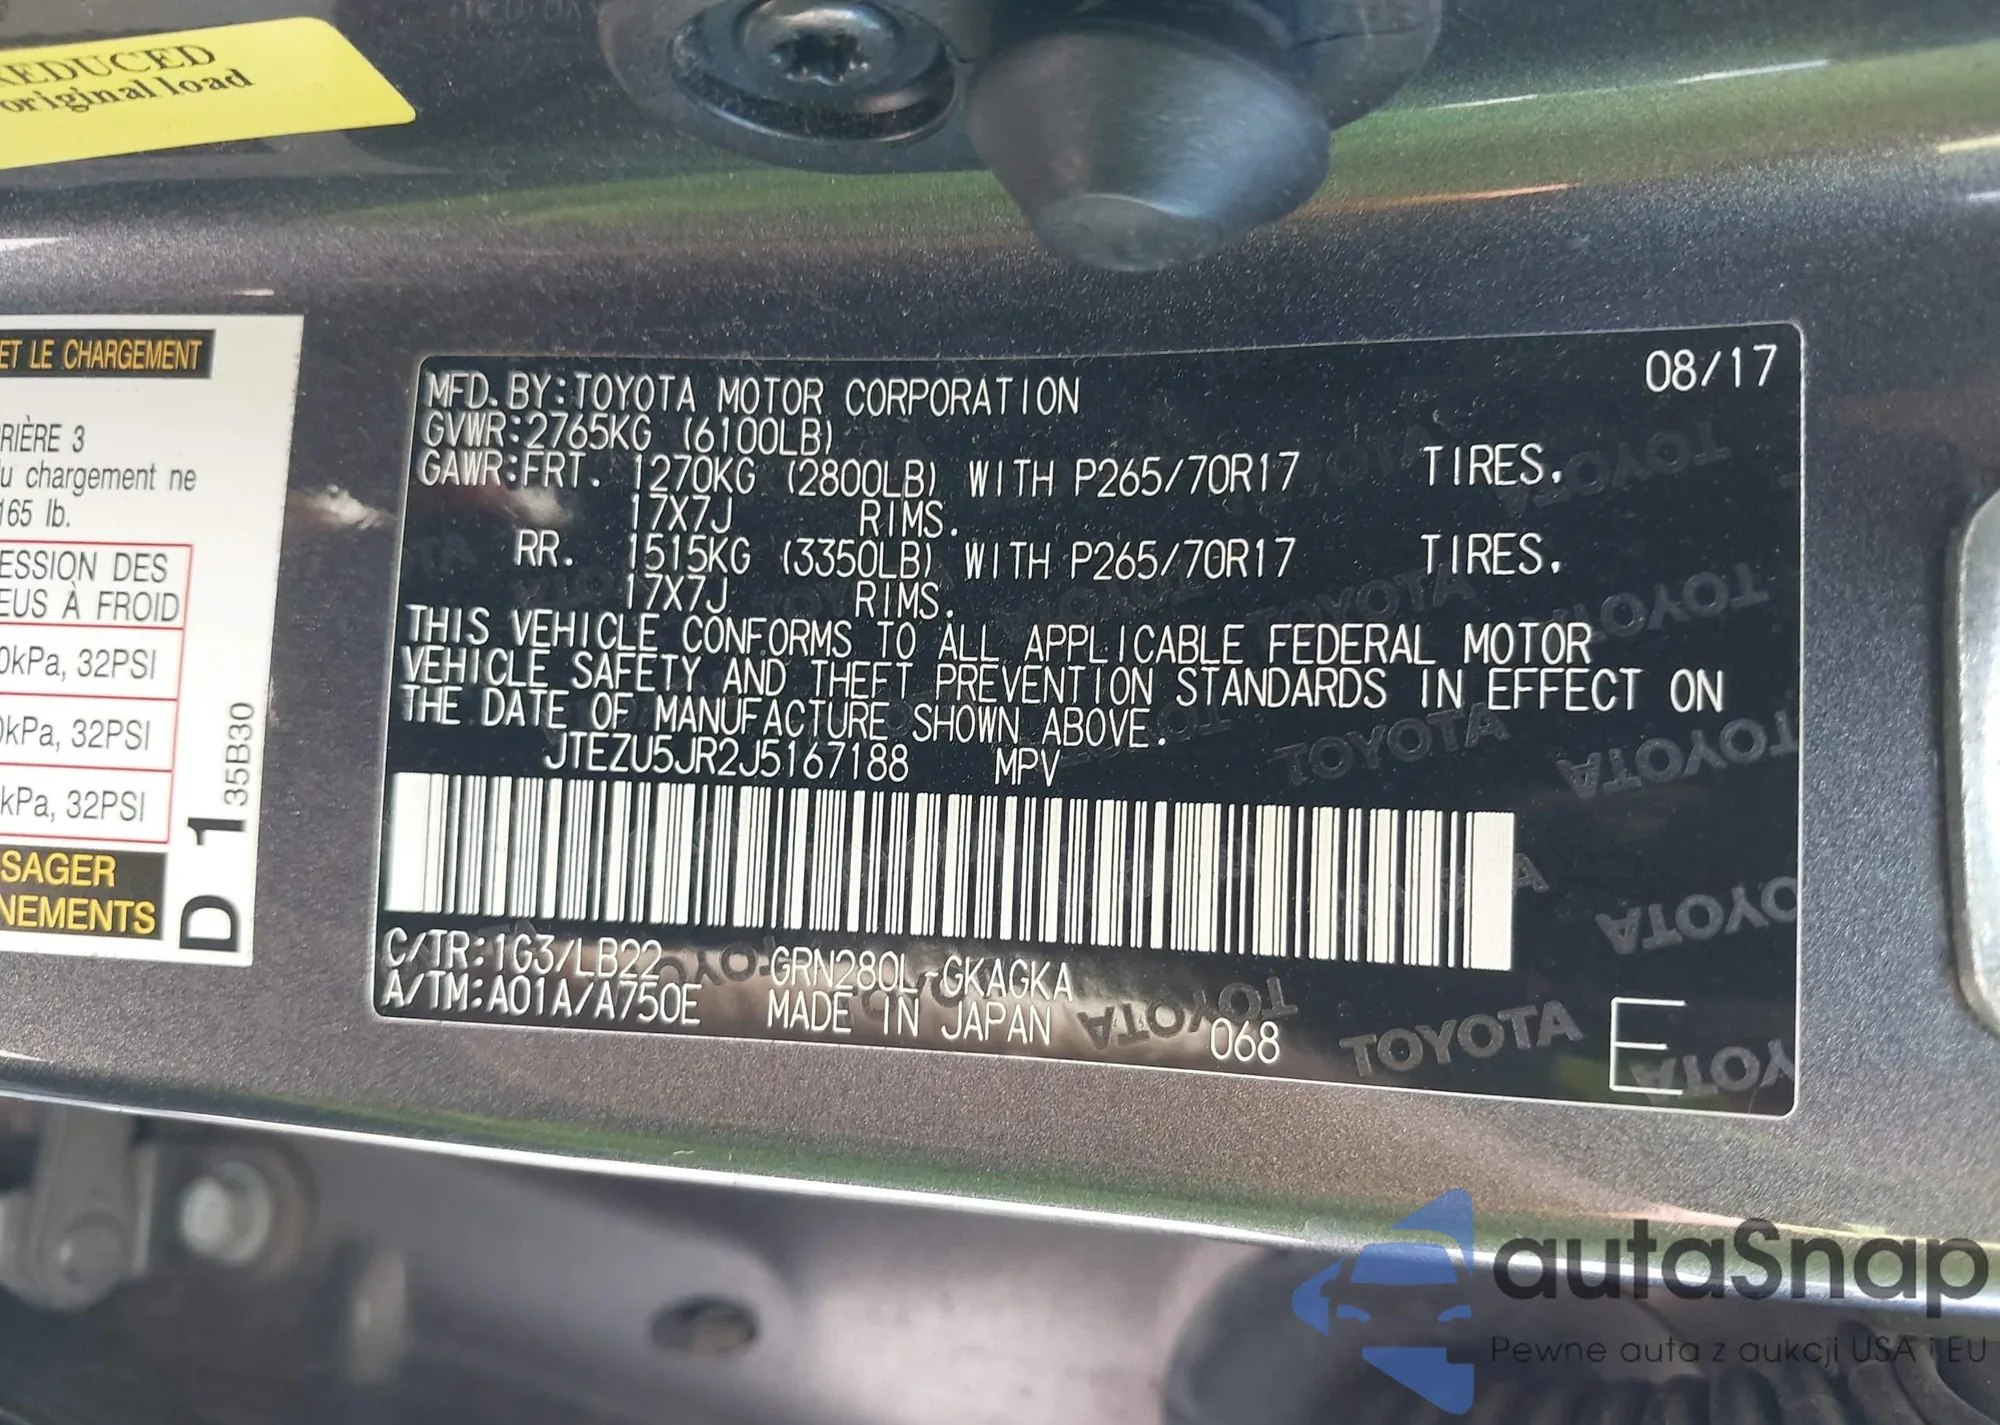 REDUCED
original load
ET LE CHARGEMENT
RIÈRE 3
u chargement ne
165 lb.
ESSION DES
EUS À FROID
0kPa, 32PSI
0kPa, 32PSI
kPa, 32PSI
SAGER
NEMENTS
D 1
35B30
08/17
MFD. BY:TOYOTA MOTOR CORPORATION
GVWR:2765KG (6100LB)
GAWR:FRT. 1270KG (2800LB) WITH P265/70R17 TIRES.
17X7J RIMS.
RR. 1515KG (3350LB) WITH P265/70R17 TIRES.
17X7J RIMS.
THIS VEHICLE CONFORMS TO ALL APPLICABLE FEDERAL MOTOR
VEHICLE SAFETY AND THEFT PREVENTION STANDARDS IN EFFECT ON
THE DATE OF MANUFACTURE SHOWN ABOVE.
JTEZU5JR2J5167188 MPV
C/TR:1G3/LB22 GRN280L-GKAGKA
A/TM:A01A/A750E MADE IN JAPAN 068 E
TOYOTA
autaSnap
Pewne auta z aukcji USA i EU